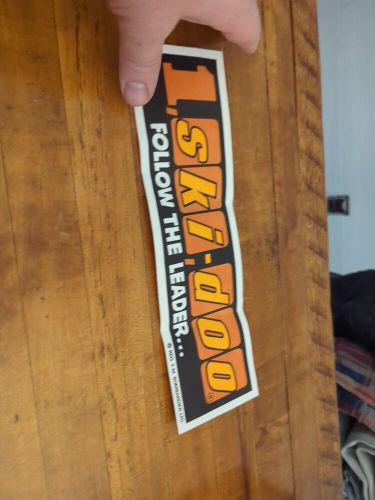 1. ski-doo®
FOLLOW THE LEADER...